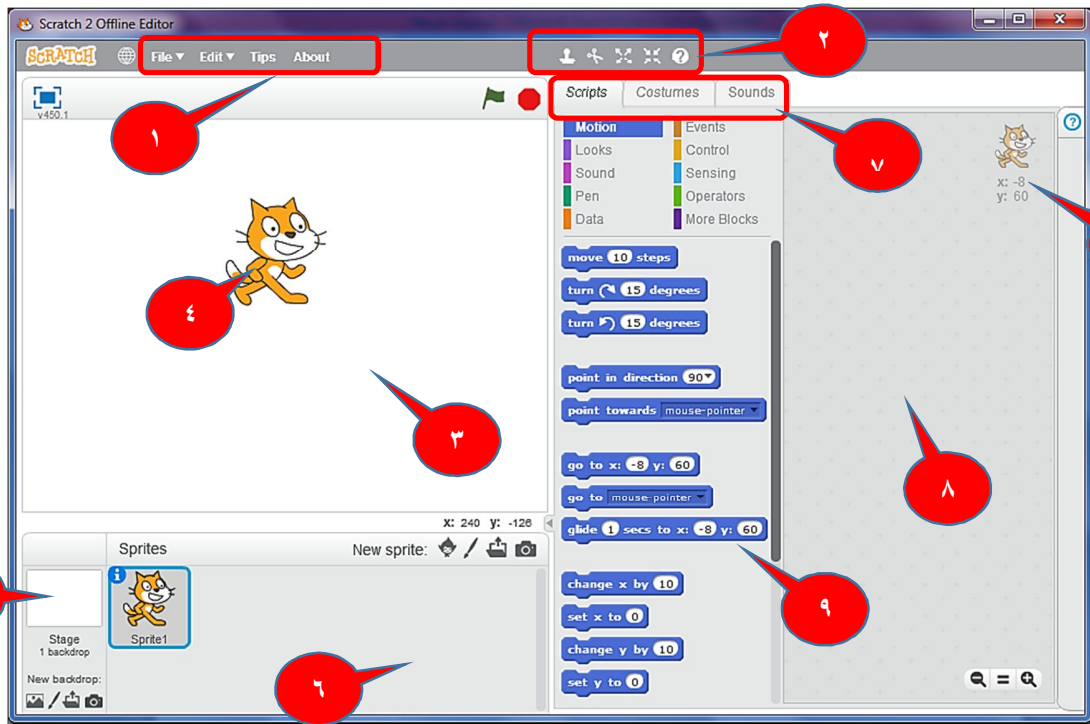 Scratch 2 Offline Editor
SCRATCH File Edit Tips About
٢
v450.1
Scripts Costumes Sounds
١
٧
Motion Events
Looks Control
Sound Sensing
Pen Operators
Data More Blocks
x: -8
y: 60
move 10 steps
turn 15 degrees
turn 15 degrees
٤
point in direction 90
point towards mouse-pointer
٣
go to x: -8 y: 60
go to mouse-pointer
glide 1 secs to x: -8 y: 60
٨
X: 240 y: -126
Sprites New sprite:
change x by 10
set x to 0
change y by 10
set y to 0
٩
Sprite1
Stage
1 backdrop
New backdrop:
٦